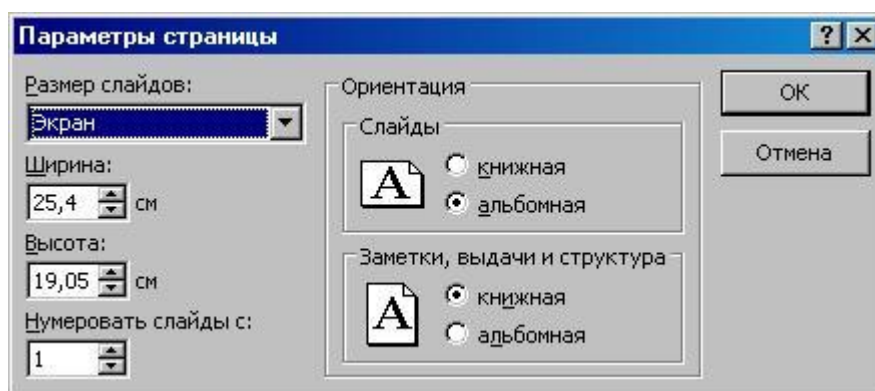 Параметры страницы
Размер слайдов:
Экран
Ширина:
25,4 см
Высота:
19,05 см
Нумеровать слайды с:
1
Ориентация
Слайды
A
книжная
альбомная
Заметки, выдачи и структура
A
книжная
альбомная
ОК
Отмена